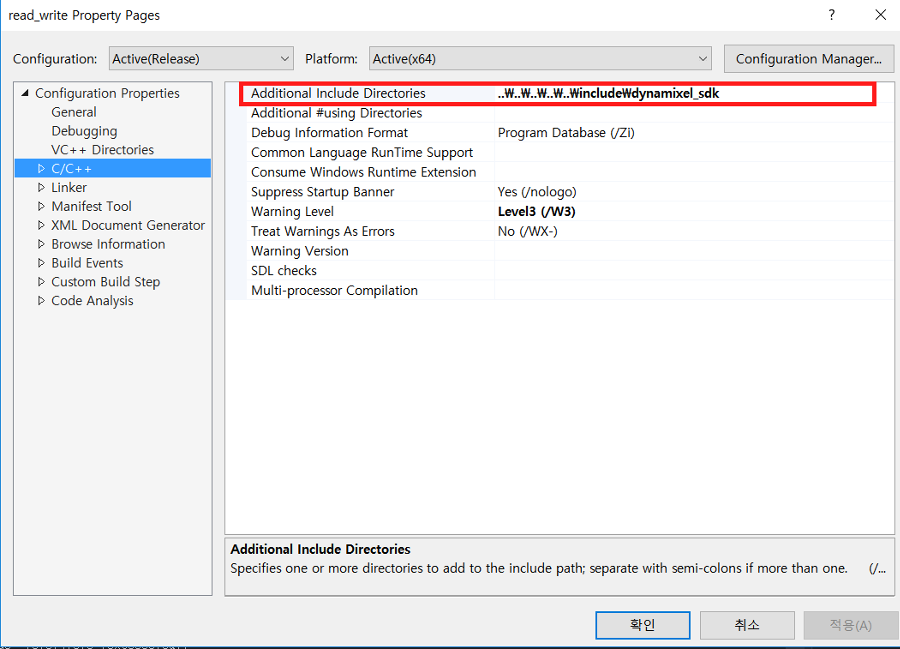 read_write Property Pages
?
Configuration: Active(Release) Platform: Active(x64) Configuration Manager...
Configuration Properties
General
Debugging
VC++ Directories
C/C++
Linker
Manifest Tool
XML Document Generator
Browse Information
Build Events
Custom Build Step
Code Analysis
Additional Include Directories ..₩..₩..₩..₩..₩include₩dynamixel_sdk
Additional #using Directories
Debug Information Format Program Database (/Zi)
Common Language RunTime Support
Consume Windows Runtime Extension
Suppress Startup Banner Yes (/nologo)
Warning Level Level3 (/W3)
Treat Warnings As Errors No (/WX-)
Warning Version
SDL checks
Multi-processor Compilation
Additional Include Directories
Specifies one or more directories to add to the include path; separate with semi-colons if more than one. (/...
확인 취소 적용(A)